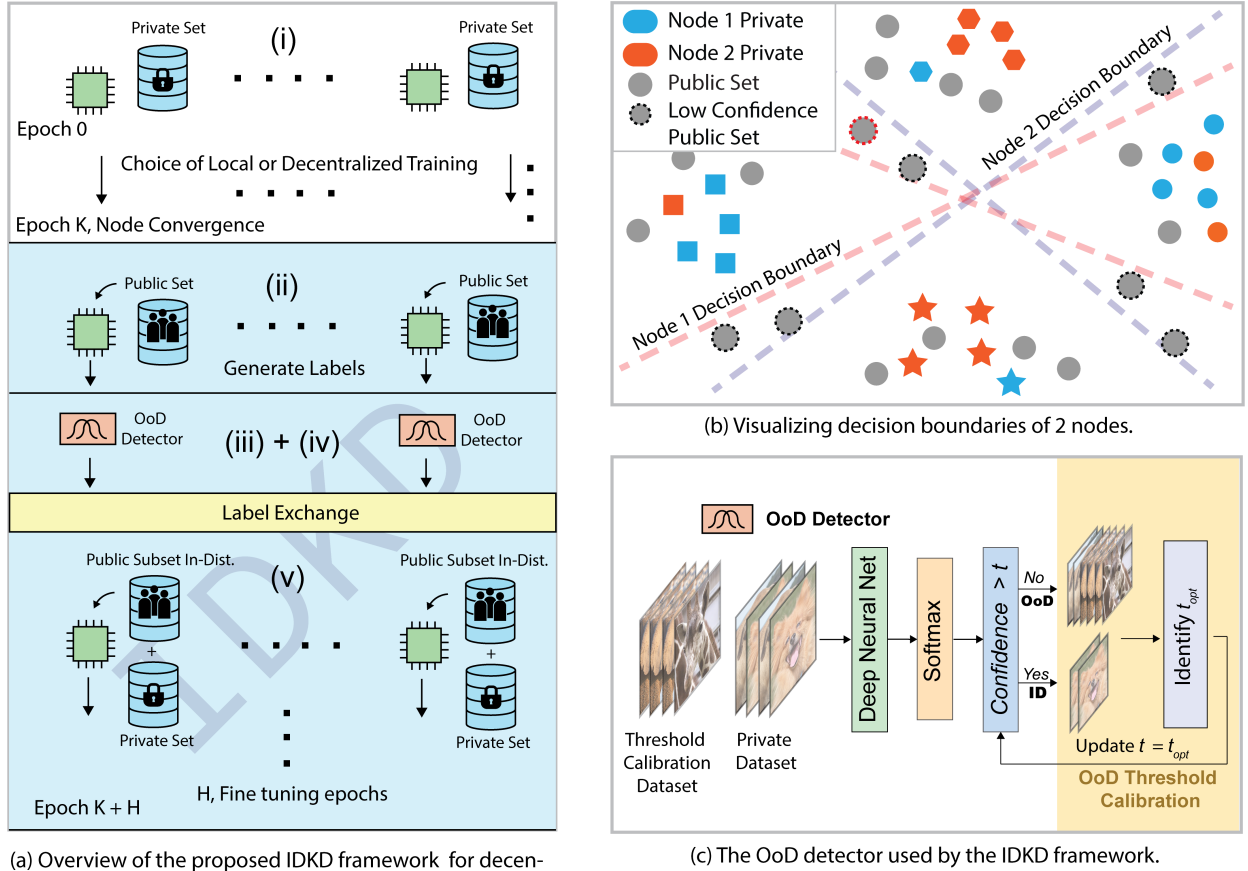 Private Set
(i)
Private Set
Epoch 0
Choice of Local or Decentralized Training
Epoch K, Node Convergence
Public Set
(ii)
Public Set
Generate Labels
OoD
Detector
(iii) + (iv)
OoD
Detector
Label Exchange
IDKD
Public Subset In-Dist.
(v)
Public Subset In-Dist.
+
+
Private Set
Private Set
H, Fine tuning epochs
Epoch K + H
(a) Overview of the proposed IDKD framework for decen-
Node 1 Private
Node 2 Private
Public Set
Low Confidence
Public Set
Node 2 Decision Boundary
Node 1 Decision Boundary
(b) Visualizing decision boundaries of 2 nodes.
OoD Detector
Threshold
Calibration
Dataset
Private
Dataset
Deep Neural Net
Softmax
Confidence > t
No
OoD
Yes
ID
Identify t_opt
Update t = t_opt
OoD Threshold
Calibration
(c) The OoD detector used by the IDKD framework.